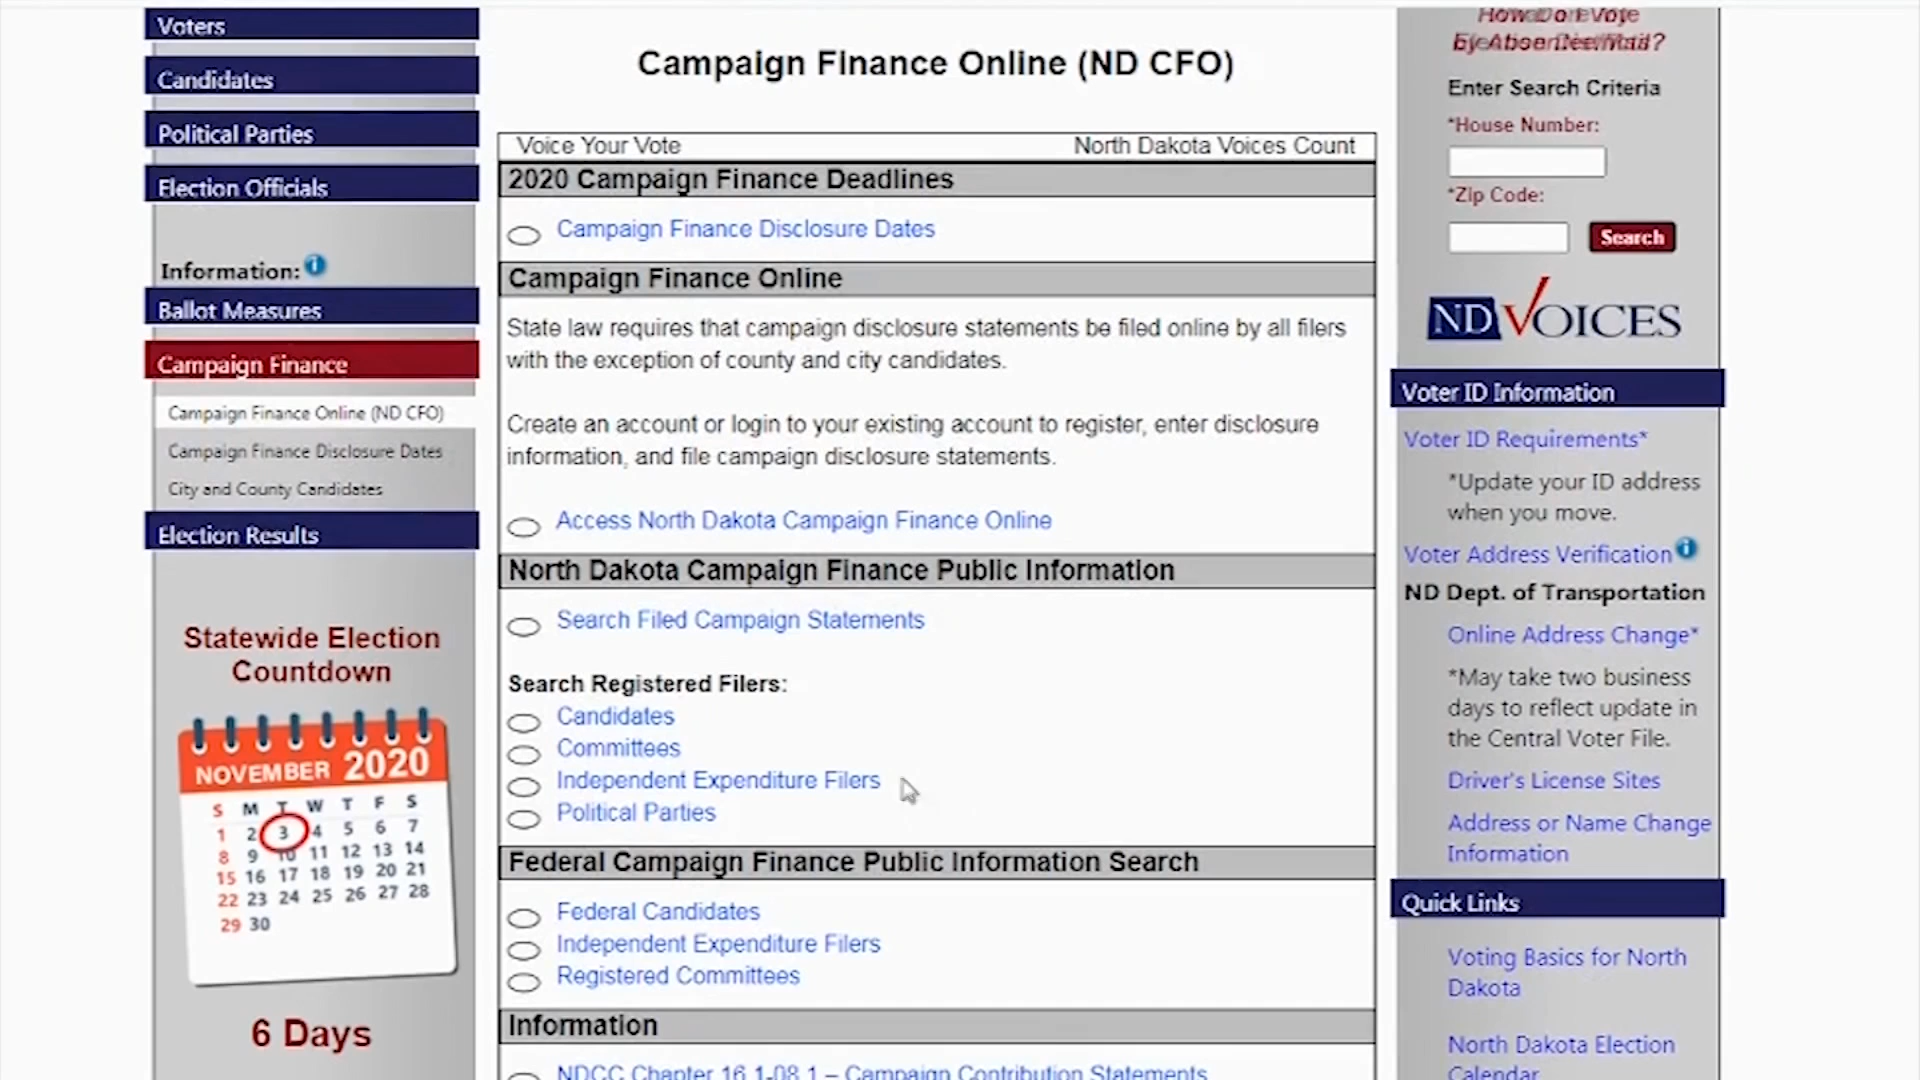 Voters
Candidates
Political Parties
Election Officials
Information:
Ballot Measures
Campaign Finance
Campaign Finance Online (ND CFO)
Campaign Finance Disclosure Dates
City and County Candidates
Election Results
Statewide Election
Countdown
NOVEMBER 2020
S M T W T F S
1 2 3 4 5 6 7
8 9 10 11 12 13 14
15 16 17 18 19 20 21
22 23 24 25 26 27 28
29 30
6 Days
Campaign FInance Online (ND CFO)
Voice Your Vote North Dakota Voices Count
2020 Campaign Finance Deadlines
Campaign Finance Disclosure Dates
Campaign Finance Online
State law requires that campaign disclosure statements be filed online by all filers
with the exception of county and city candidates.
Create an account or login to your existing account to register, enter disclosure
information, and file campaign disclosure statements.
Access North Dakota Campaign Finance Online
North Dakota Campaign Finance Public Information
Search Filed Campaign Statements
Search Registered Filers:
Candidates
Committees
Independent Expenditure Filers
Political Parties
Federal Campaign Finance Public Information Search
Federal Candidates
Independent Expenditure Filers
Registered Committees
Information
NDCC Chapter 16.1-08.1 – Campaign Contribution Statements
Enter Search Criteria
*House Number:
*Zip Code:
Search
ND VOICES
Voter ID Information
Voter ID Requirements*
*Update your ID address
when you move.
Voter Address Verification
ND Dept. of Transportation
Online Address Change*
*May take two business
days to reflect update in
the Central Voter File.
Driver's License Sites
Address or Name Change
Information
Quick Links
Voting Basics for North
Dakota
North Dakota Election
Calendar